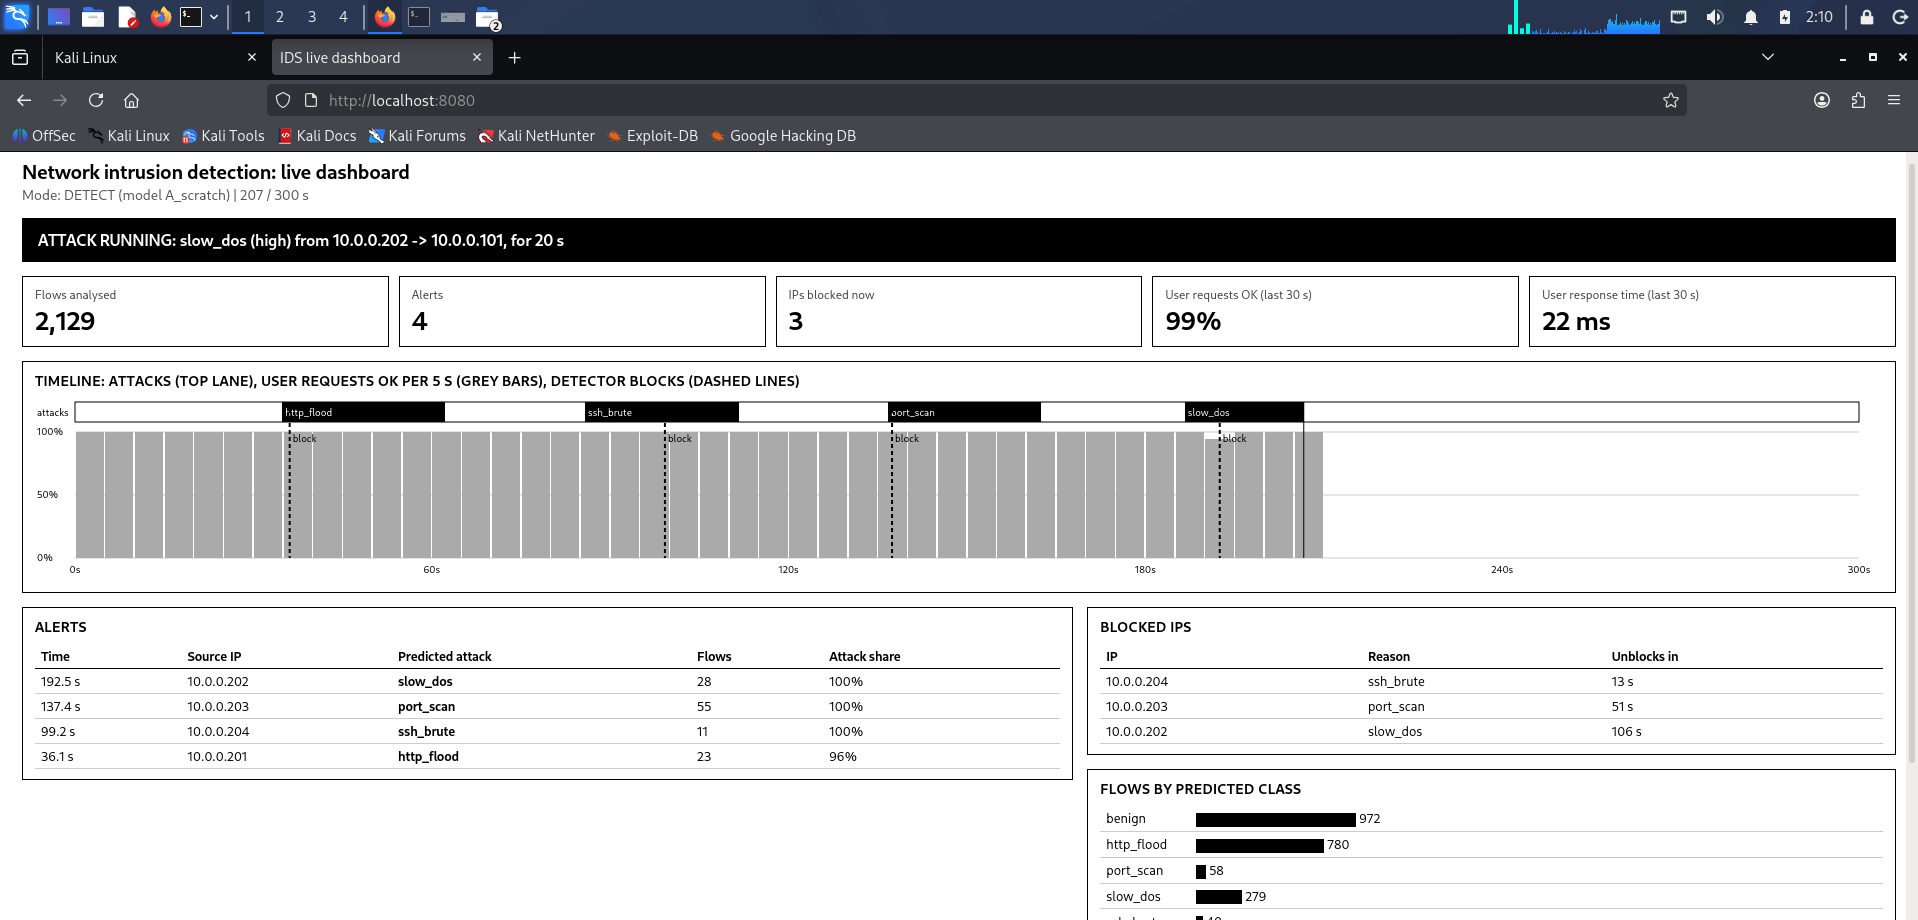 1 2 3 4 2 2:10
Kali Linux IDS live dashboard
http://localhost:8080
OffSec Kali Linux Kali Tools Kali Docs Kali Forums Kali NetHunter Exploit-DB Google Hacking DB
Network intrusion detection: live dashboard
Mode: DETECT (model A_scratch) | 207 / 300 s
ATTACK RUNNING: slow_dos (high) from 10.0.0.202 -> 10.0.0.101, for 20 s
Flows analysed Alerts IPs blocked now User requests OK (last 30 s) User response time (last 30 s)
2,129 4 3 99% 22 ms
TIMELINE: ATTACKS (TOP LANE), USER REQUESTS OK PER 5 S (GREY BARS), DETECTOR BLOCKS (DASHED LINES)
attacks http_flood ssh_brute port_scan slow_dos
100% block block block block
50%
0%
0s 60s 120s 180s 240s 300s
ALERTS
Time Source IP Predicted attack Flows Attack share
192.5 s 10.0.0.202 slow_dos 28 100%
137.4 s 10.0.0.203 port_scan 55 100%
99.2 s 10.0.0.204 ssh_brute 11 100%
36.1 s 10.0.0.201 http_flood 23 96%
BLOCKED IPS
IP Reason Unblocks in
10.0.0.204 ssh_brute 13 s
10.0.0.203 port_scan 51 s
10.0.0.202 slow_dos 106 s
FLOWS BY PREDICTED CLASS
benign 972
http_flood 780
port_scan 58
slow_dos 279